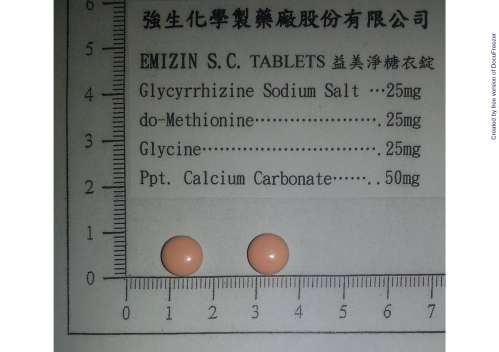 強生化學製藥廠股份有限公司
EMIZIN S.C. TABLETS 益美淨糖衣錠
Glycyrrhizine Sodium Salt …25mg
do-Methionine…………………………. 25mg
Glycine……………………………………. 25mg
Ppt. Calcium Carbonate………..50mg
6
5
4
3
2
1
0
0 1 2 3 4 5 6 7
Created by free version of DocuFreezer